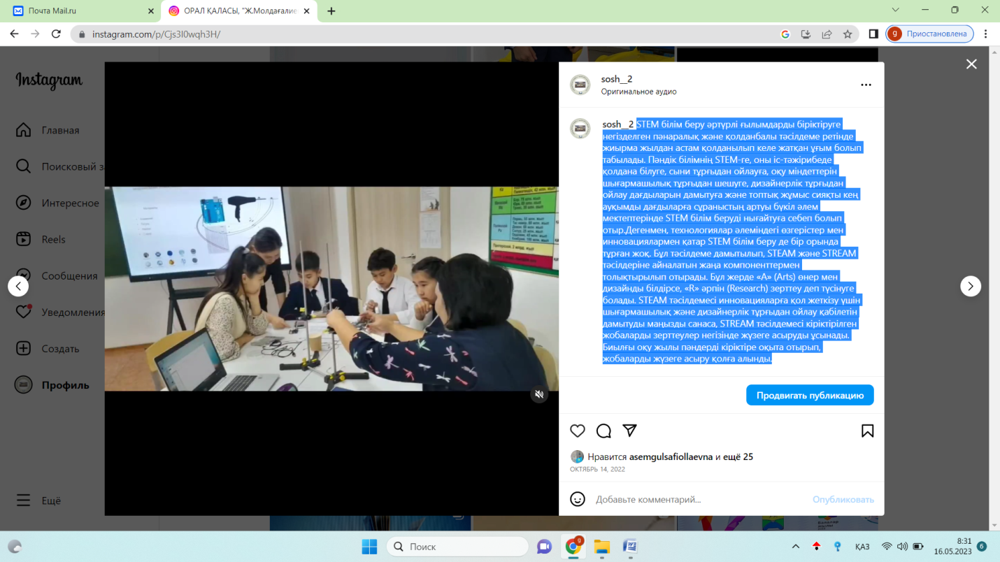 Почта Mail.ru
ОРАЛ ҚАЛАСЫ, "Ж.Молдағалие
instagram.com/p/Cjs3I0wqh3H/
g Приостановлена
Instagram
Главная
Поисковый з
Интересное
Reels
Сообщения
Уведомления
Создать
Профиль
Ещё
sosh__2
Оригинальное аудио
sosh__2 STEM білім беру әртүрлі ғылымдарды біріктіруге
негізделген пәнаралық және қолданбалы тәсілдеме ретінде
жиырма жылдан астам қолданылып келе жатқан ұғым болып
табылады. Пәндік білімнің STEM-ге, оны іс-тәжірибеде
қолдана білуге, сыни тұрғыдан ойлауға, оқу міндеттерін
шығармашылық тұрғыдан шешуге, дизайнерлік тұрғыдан
ойлау дағдыларын дамытуға және топтық жұмыс сияқты кең
ауқымды дағдыларға сұраныстың артуы бүкіл әлем
мектептерінде STEM білім беруді нығайтуға себеп болып
отыр.Дегенмен, технологиялар әлеміндегі өзгерістер мен
инновациялармен қатар STEM білім беру де бір орында
тұрған жоқ. Бұл тәсілдеме дамытылып, STEAM және STREAM
тәсілдеріне айналатын жаңа компоненттермен
толықтырылып отырады. Бұл жерде «A» (Arts) өнер мен
дизайнды білдірсе, «R» әрпін (Research) зерттеу деп түсінуге
болады. STEAM тәсілдемесі инновацияларға қол жеткізу үшін
шығармашылық және дизайнерлік тұрғыдан ойлау қабілетін
дамытуды маңызды санаса, STREAM тәсілдемесі кіріктірілген
жобаларды зерттеулер негізінде жүзеге асыруды ұсынады.
Биылғы оқу жылы пәндерді кіріктіре оқыта отырып,
жобаларды жүзеге асыру қолға алынды.
Продвигать публикацию
Нравится asemgulsafiollaevna и ещё 25
ОКТЯБРЬ 14, 2022
Добавьте комментарий...
Опубликовать
Поиск
ҚАЗ
8:31
16.05.2023
6